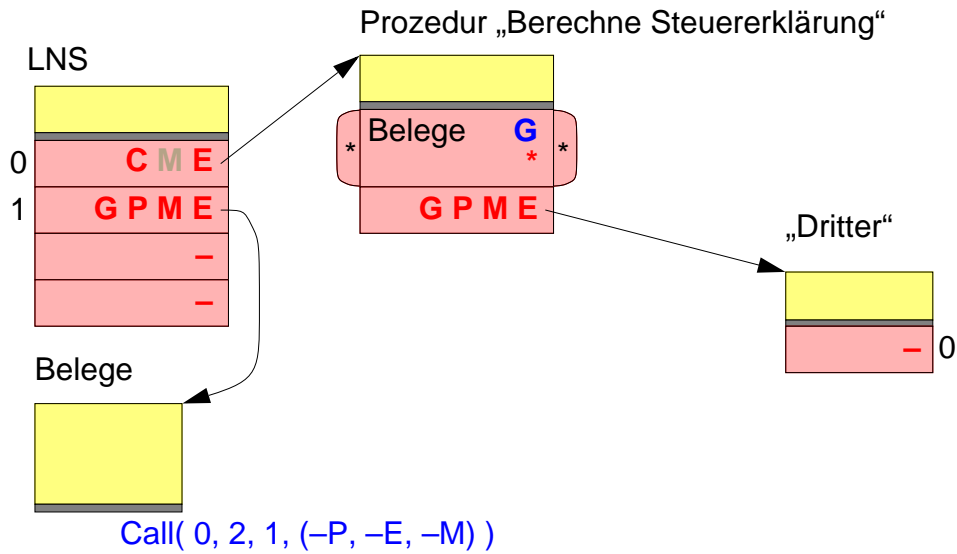 Prozedur „Berechne Steuererklärung“
LNS
Belege G
* * *
0 C M E
1 G P M E
G P M E
„Dritter“
–
–
– 0
Belege
Call( 0, 2, 1, (–P, –E, –M) )